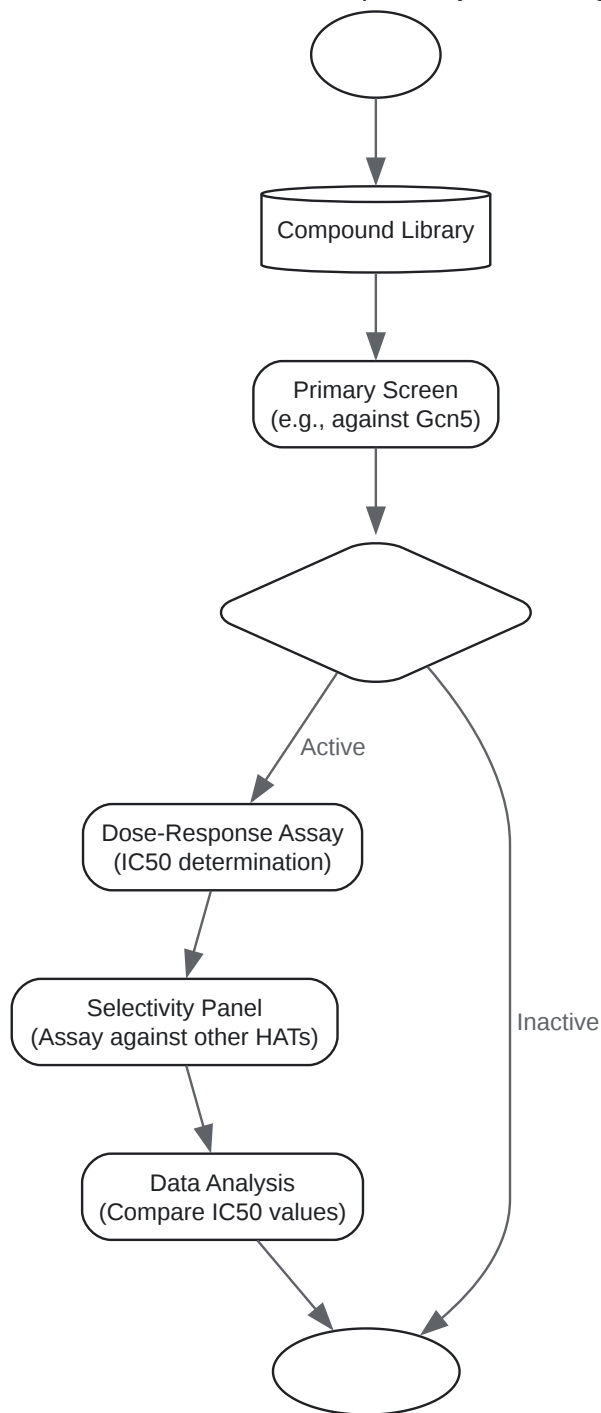 Compound Library
Primary Screen
(e.g., against Gcn5)
Active
Dose-Response Assay
(IC50 determination)
Selectivity Panel
(Assay against other HATs)
Inactive
Data Analysis
(Compare IC50 values)